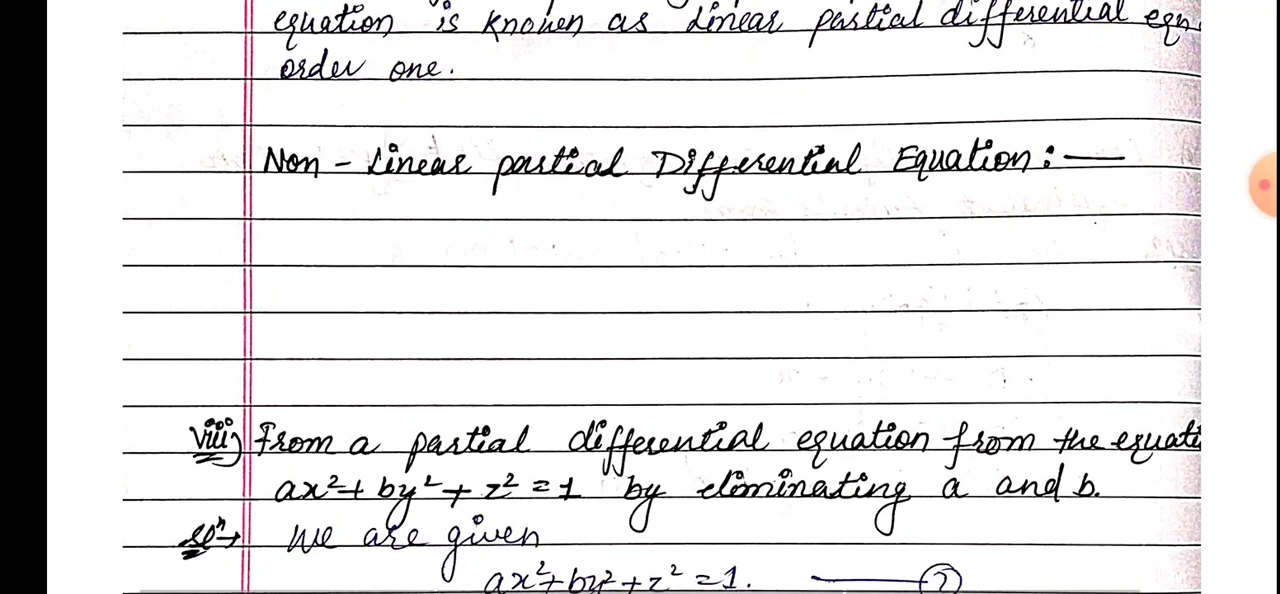 equation is known as linear partial differential eqn.
order one.
Non - Linear partial Differential Equation : —
viii) From a partial differential equation from the equati
ax² + by² + z² = 1 by eliminating a and b.
solⁿ→ we are given
ax² + by² + z² = 1. —— (1)